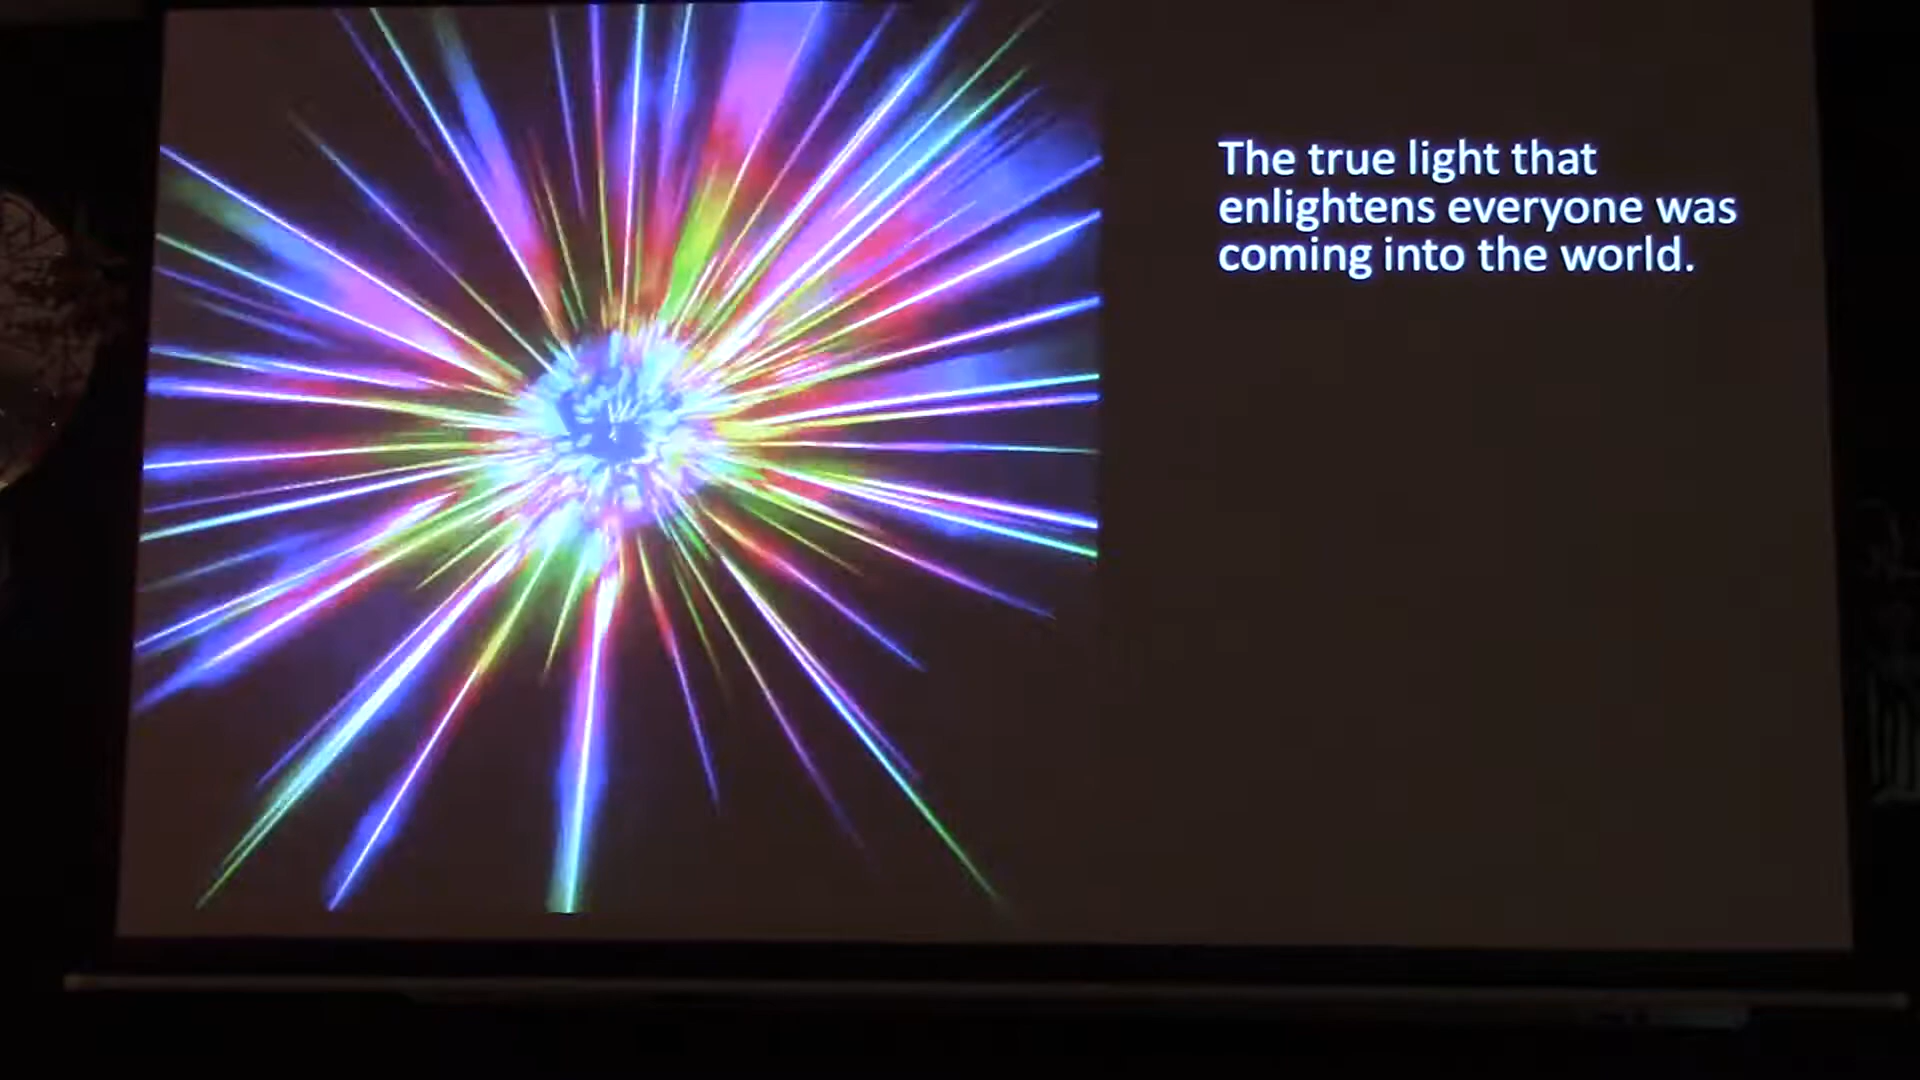 The true light that
enlightens everyone was
coming into the world.